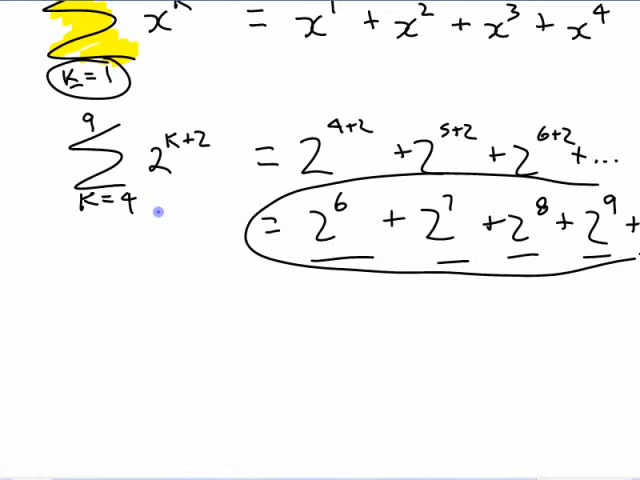 ∑_{k=1} x^k = x^1 + x^2 + x^3 + x^4
∑_{k=4}^{9} 2^{k+2} = 2^{4+2} + 2^{5+2} + 2^{6+2} + ...
= 2^6 + 2^7 + 2^8 + 2^9 +